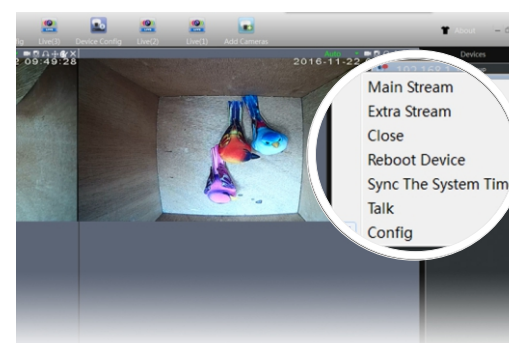 Live(3)
Device Config
Live(2)
Live(1)
Add Cameras
About
Auto
Devices
09:49:28
2016-11-22
Main Stream
Extra Stream
Close
Reboot Device
Sync The System Tim
Talk
Config